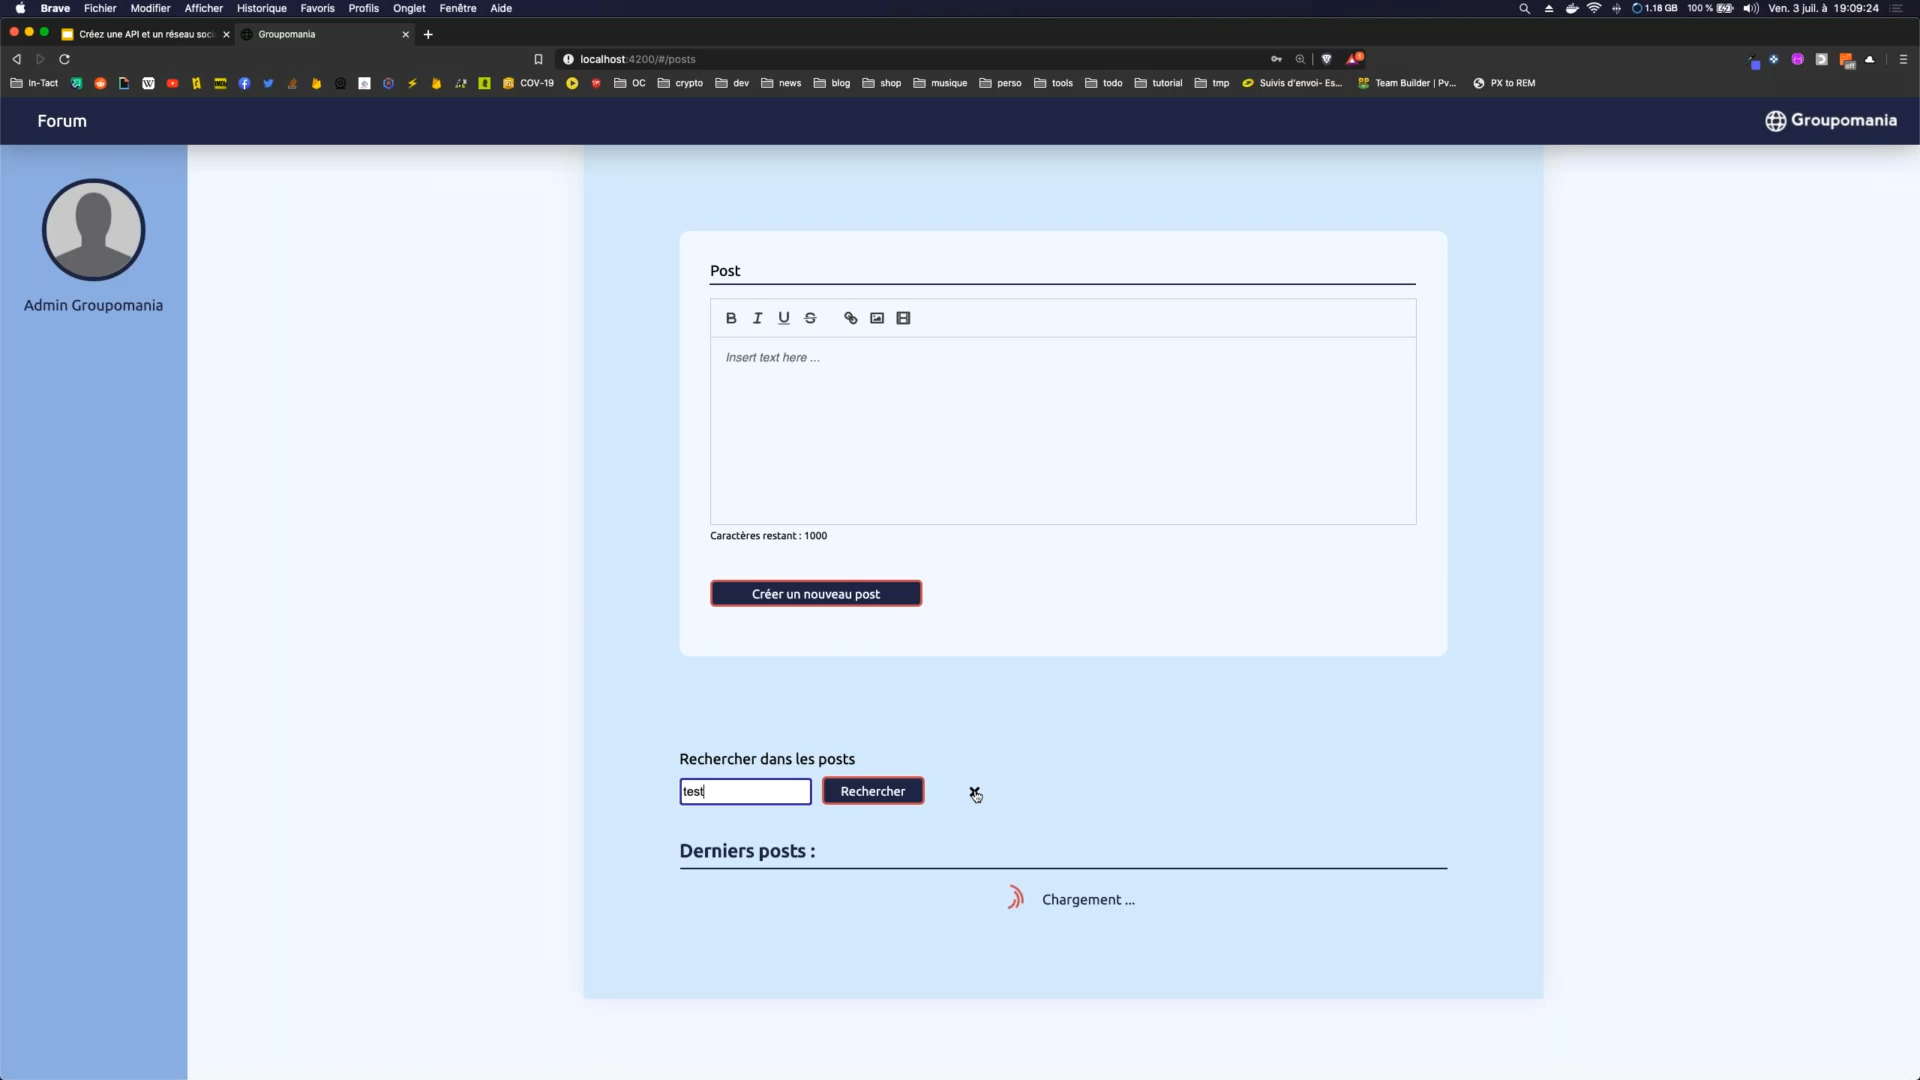 Brave Fichier Modifier Afficher Historique Favoris Profils Onglet Fenêtre Aide 1.18 GB 100 % Ven. 3 juil. à 19:09:24
Créez une API et un réseau soci
Groupomania
localhost:4200/#/posts
In-Tact COV-19 OC crypto dev news blog shop musique perso tools todo tutorial tmp Suivis d'envoi- Es... Team Builder | Pv... PX to REM
Forum
Groupomania
Admin Groupomania
Post
B I U S
Insert text here ...
Caractères restant : 1000
Créer un nouveau post
Rechercher dans les posts
test
Rechercher
Derniers posts :
Chargement ...